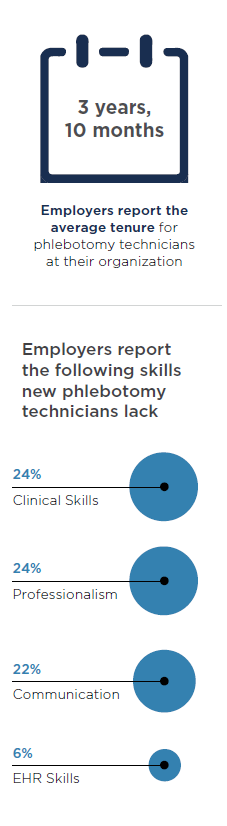 3 years,
10 months
Employers report the
average tenure for
phlebotomy technicians
at their organization
Employers report
the following skills
new phlebotomy
technicians lack
24%
Clinical Skills
24%
Professionalism
22%
Communication
6%
EHR Skills